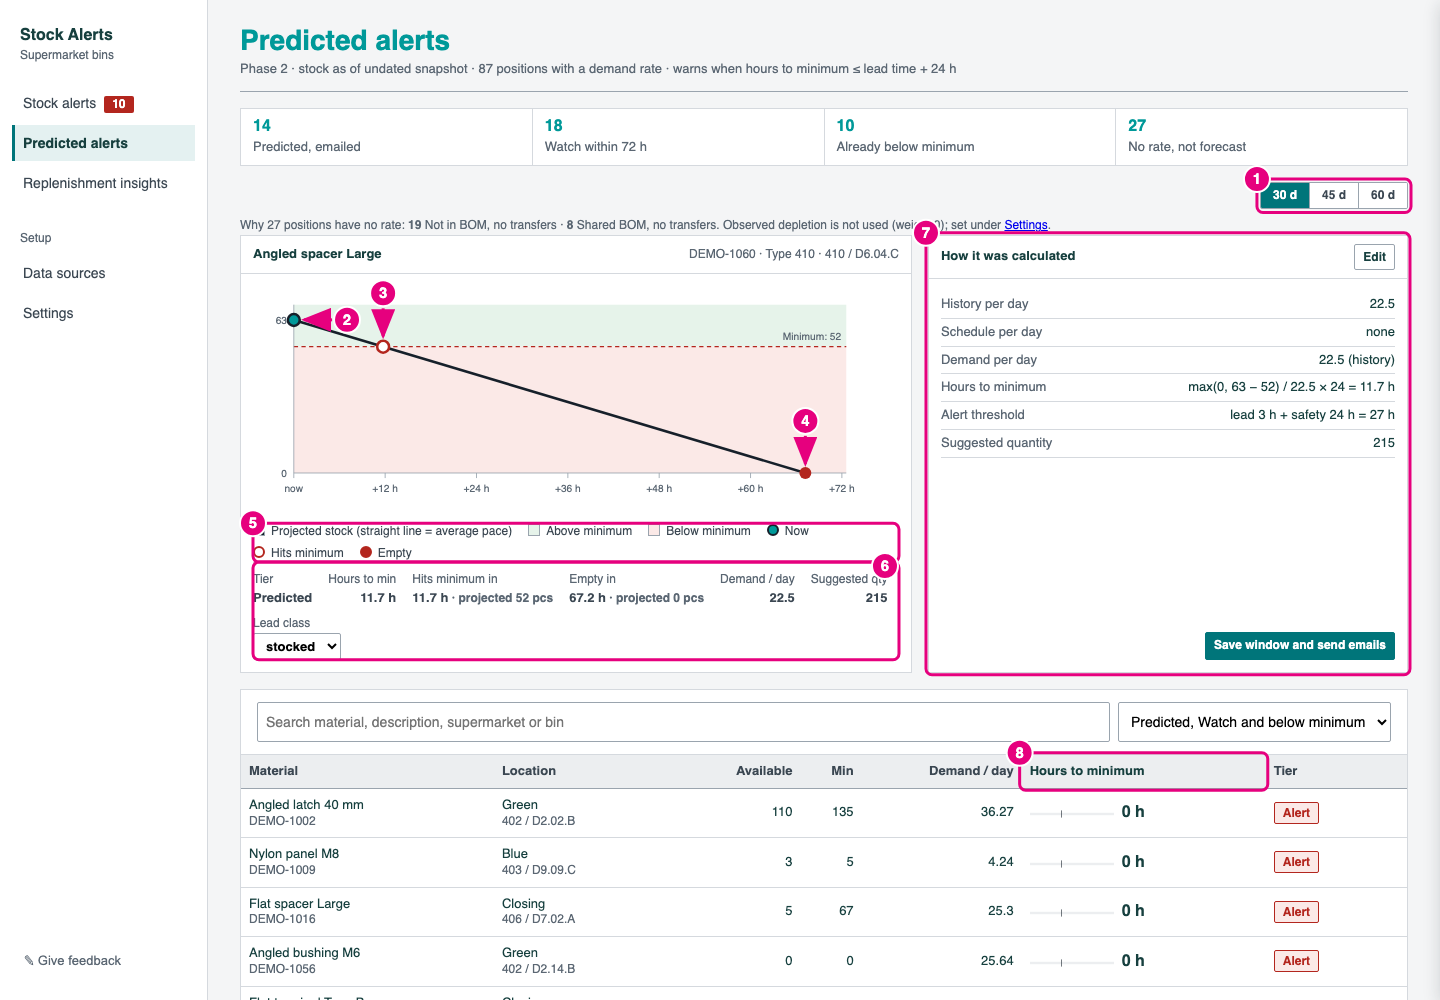 Stock Alerts
Supermarket bins
Stock alerts 10
Predicted alerts
Replenishment insights
Setup
Data sources
Settings
✎ Give feedback
Predicted alerts
Phase 2 · stock as of undated snapshot · 87 positions with a demand rate · warns when hours to minimum ≤ lead time + 24 h
14
Predicted, emailed
18
Watch within 72 h
10
Already below minimum
27
No rate, not forecast
1
30 d 45 d 60 d
Why 27 positions have no rate: 19 Not in BOM, no transfers · 8 Shared BOM, no transfers. Observed depletion is not used ; set under Settings.
Angled spacer Large
DEMO-1060 · Type 410 · 410 / D6.04.C
3
63
2
Minimum: 52
4
0
now +12 h +24 h +36 h +48 h +60 h +72 h
5
Projected stock (straight line = average pace) Above minimum Below minimum Now
Hits minimum Empty
6
Tier Hours to min Hits minimum in Empty in Demand / day Suggested qty
Predicted 11.7 h 11.7 h · projected 52 pcs 67.2 h · projected 0 pcs 22.5 215
Lead class
stocked
7
How it was calculated
Edit
History per day 22.5
Schedule per day none
Demand per day 22.5 (history)
Hours to minimum max(0, 63 − 52) / 22.5 × 24 = 11.7 h
Alert threshold lead 3 h + safety 24 h = 27 h
Suggested quantity 215
Save window and send emails
Search material, description, supermarket or bin
Predicted, Watch and below minimum
8
Material Location Available Min Demand / day Hours to minimum Tier
Angled latch 40 mm Green 110 135 36.27 0 h Alert
DEMO-1002 402 / D2.02.B
Nylon panel M8 Blue 3 5 4.24 0 h Alert
DEMO-1009 403 / D9.09.C
Flat spacer Large Closing 5 67 25.3 0 h Alert
DEMO-1016 406 / D7.02.A
Angled bushing M6 Green 0 0 25.64 0 h Alert
DEMO-1056 402 / D2.14.B